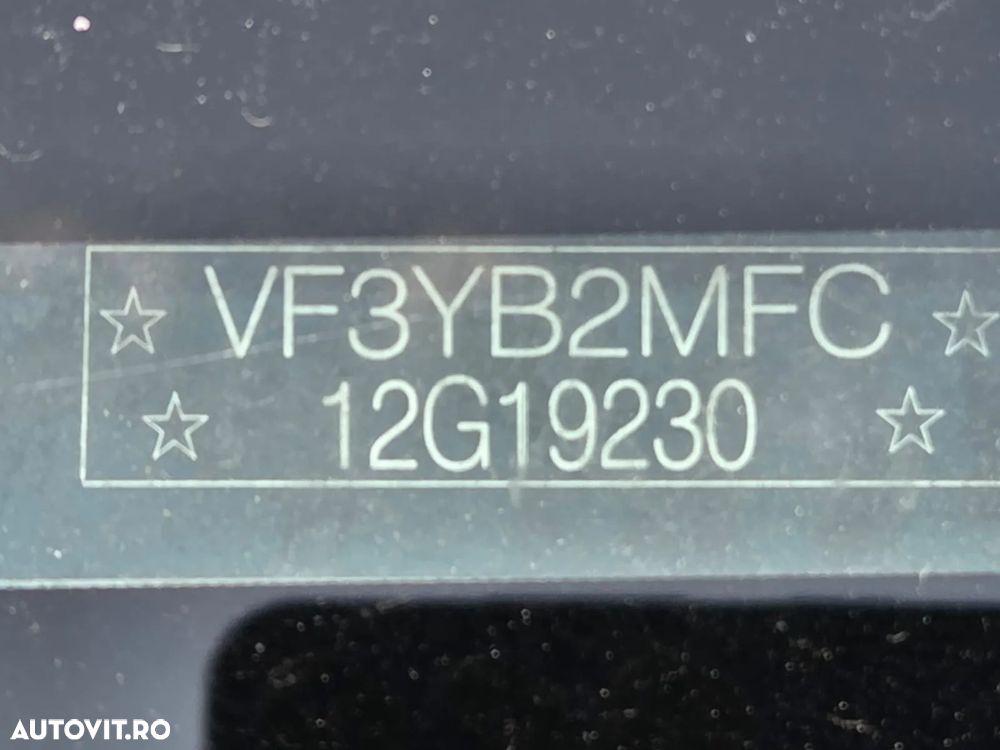 ☆ VF3YB2MFC ☆
☆ 12G19230 ☆
AUTOVIT.RO